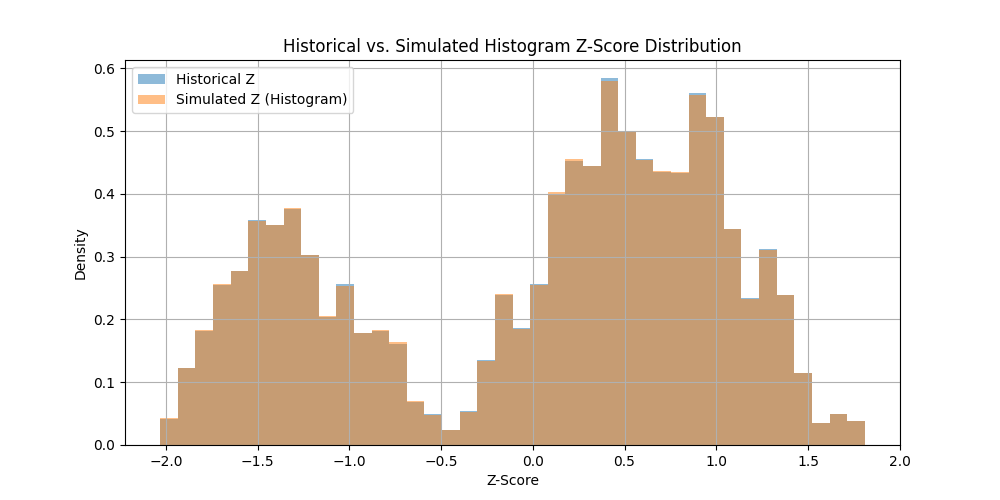 Historical vs. Simulated Histogram Z-Score Distribution
Historical Z
Simulated Z (Histogram)
0.6
0.5
0.4
0.3
0.2
0.1
0.0
Density
−2.0 −1.5 −1.0 −0.5 0.0 0.5 1.0 1.5 2.0
Z-Score